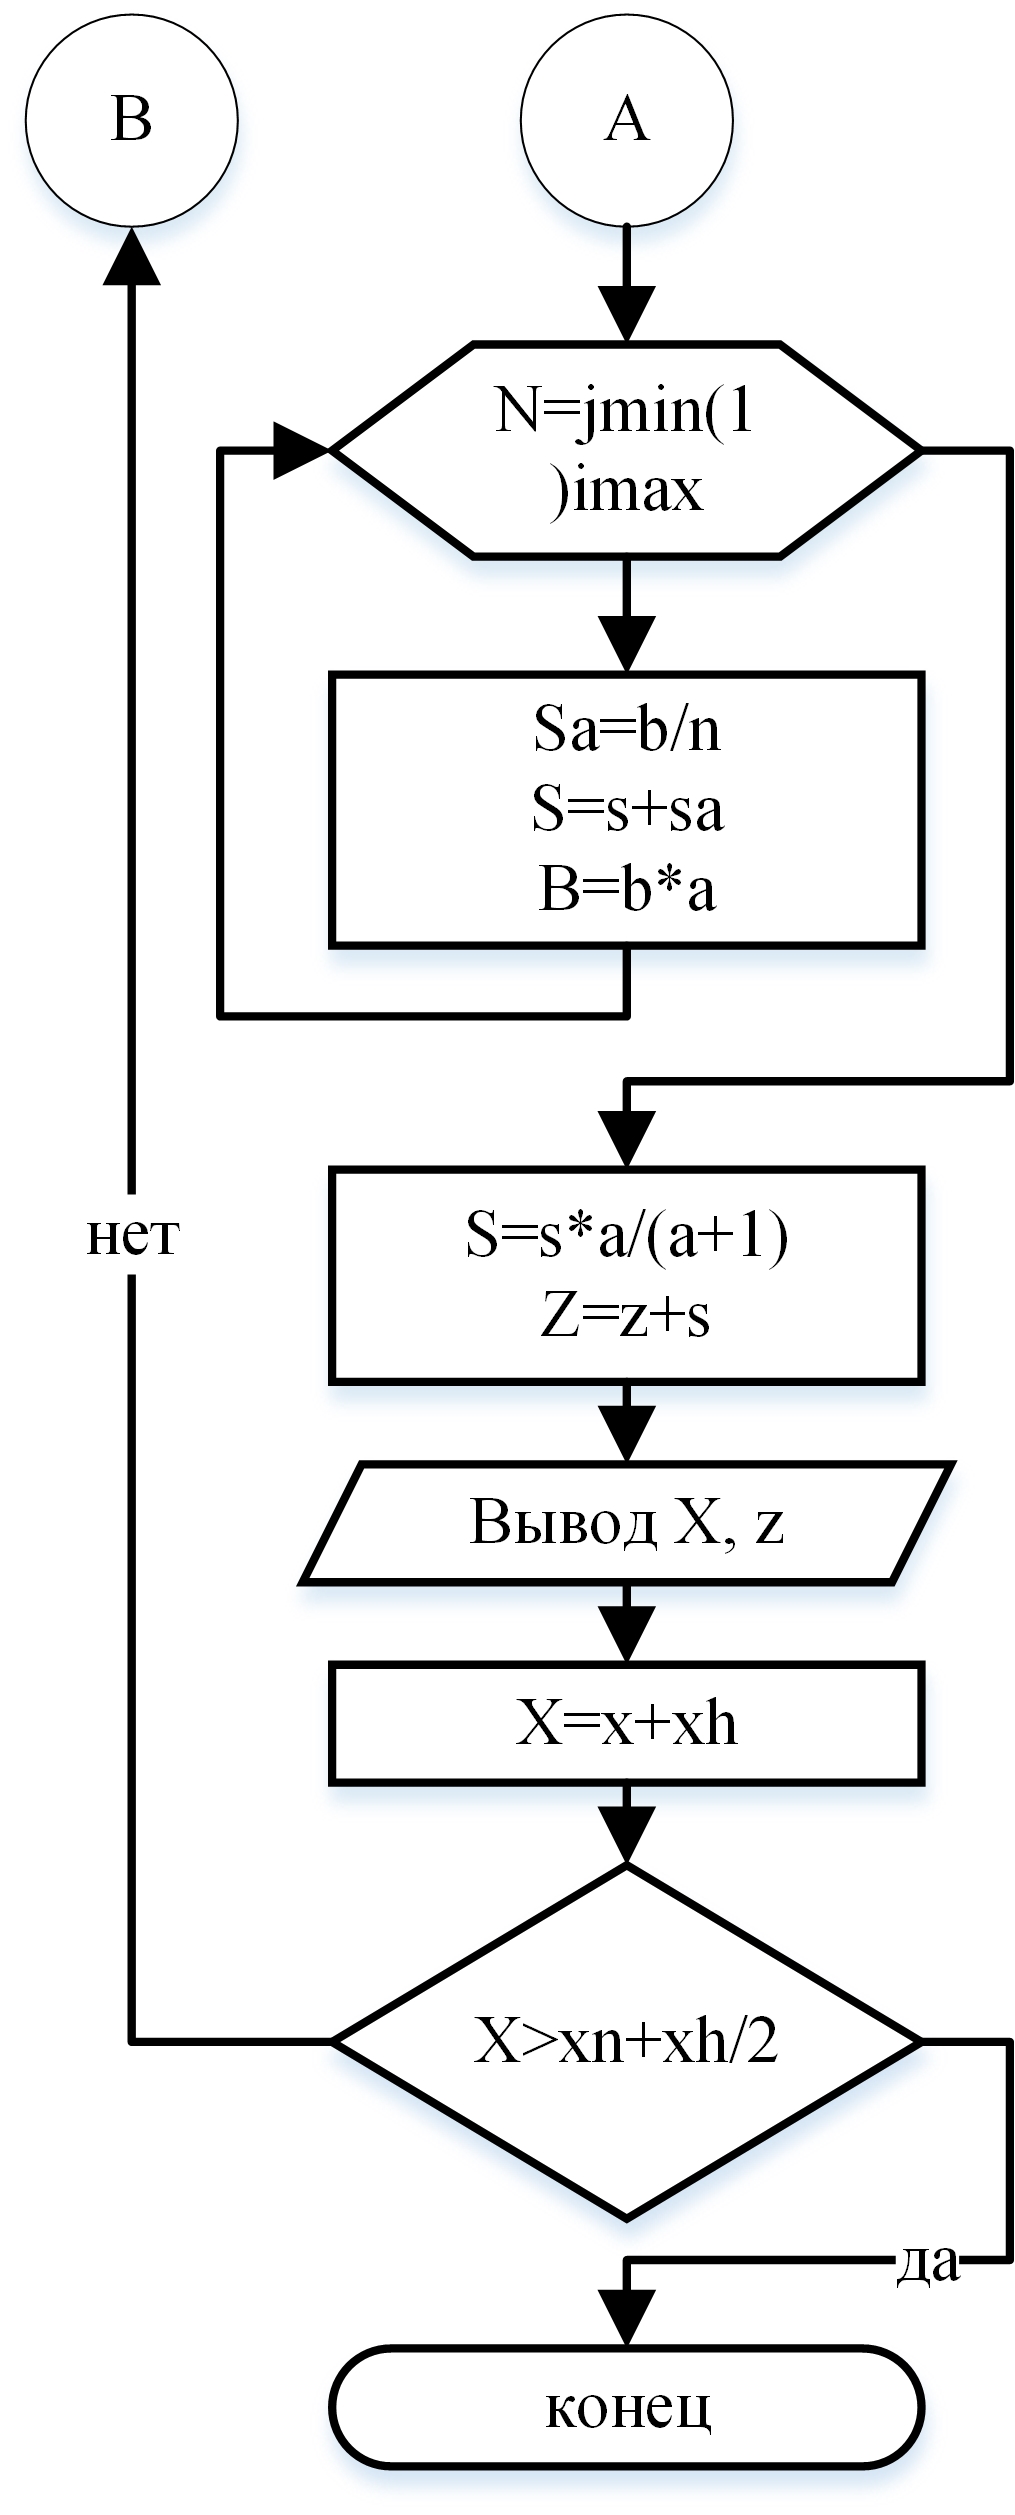 В
А
N=jmin(1
)imax
Sa=b/n
S=s+sa
B=b*a
нет
S=s*a/(a+1)
Z=z+s
Вывод X, z
X=x+xh
X>xn+xh/2
да
конец